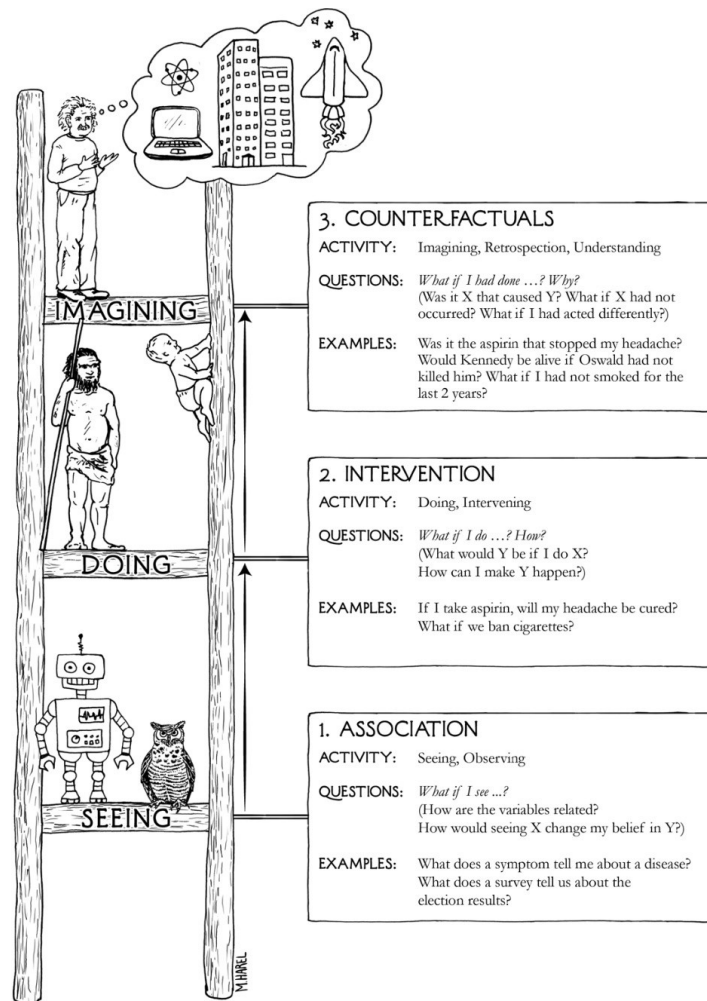 3. COUNTERFACTUALS
ACTIVITY: Imagining, Retrospection, Understanding
QUESTIONS: What if I had done …? Why?
(Was it X that caused Y? What if X had not
occurred? What if I had acted differently?)
EXAMPLES: Was it the aspirin that stopped my headache?
Would Kennedy be alive if Oswald had not
killed him? What if I had not smoked for the
last 2 years?
IMAGINING
2. INTERVENTION
ACTIVITY: Doing, Intervening
QUESTIONS: What if I do …? How?
(What would Y be if I do X?
How can I make Y happen?)
EXAMPLES: If I take aspirin, will my headache be cured?
What if we ban cigarettes?
DOING
1. ASSOCIATION
ACTIVITY: Seeing, Observing
QUESTIONS: What if I see ...?
(How are the variables related?
How would seeing X change my belief in Y?)
EXAMPLES: What does a symptom tell me about a disease?
What does a survey tell us about the
election results?
SEEING
M.HAREL